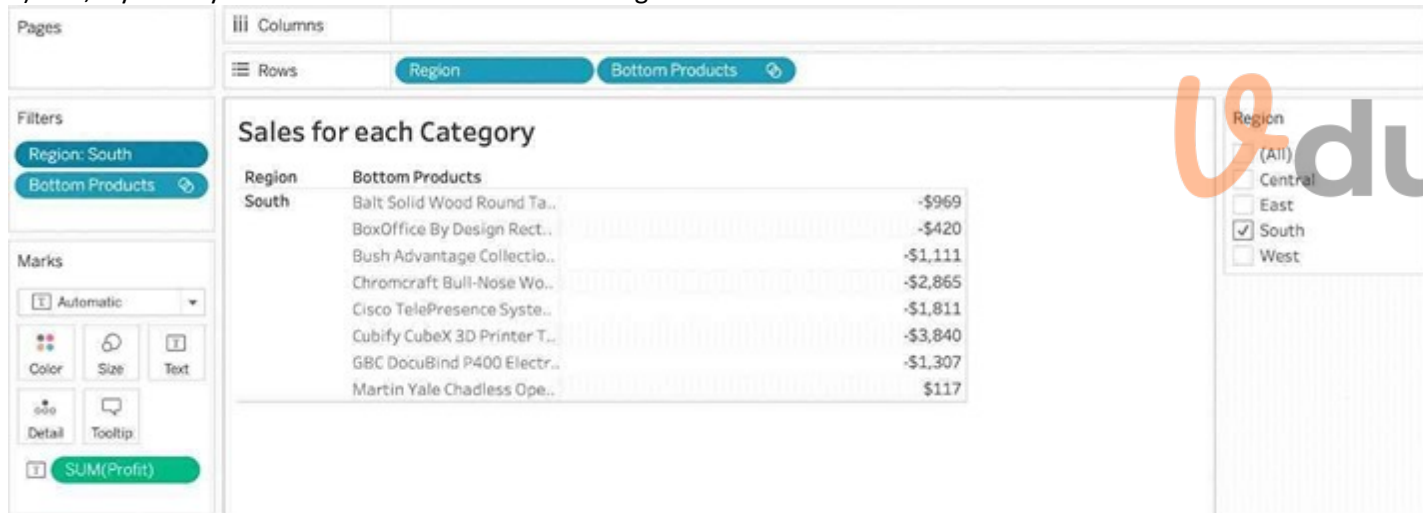 Pages
iii Columns
Rows
Region
Bottom Products
Filters
Region: South
Bottom Products
Marks
Automatic
Color
Size
Text
Detail
Tooltip
SUM(Profit)
Sales for each Category
Region Bottom Products
South Balt Solid Wood Round Ta.. -$969
BoxOffice By Design Rect.. -$420
Bush Advantage Collectio.. -$1,111
Chromcraft Bull-Nose Wo.. -$2,865
Cisco TelePresence Syste.. -$1,811
Cubify CubeX 3D Printer T.. -$3,840
GBC DocuBind P400 Electr.. -$1,307
Martin Yale Chadless Ope.. $117
Region
(All)
Central
East
South
West